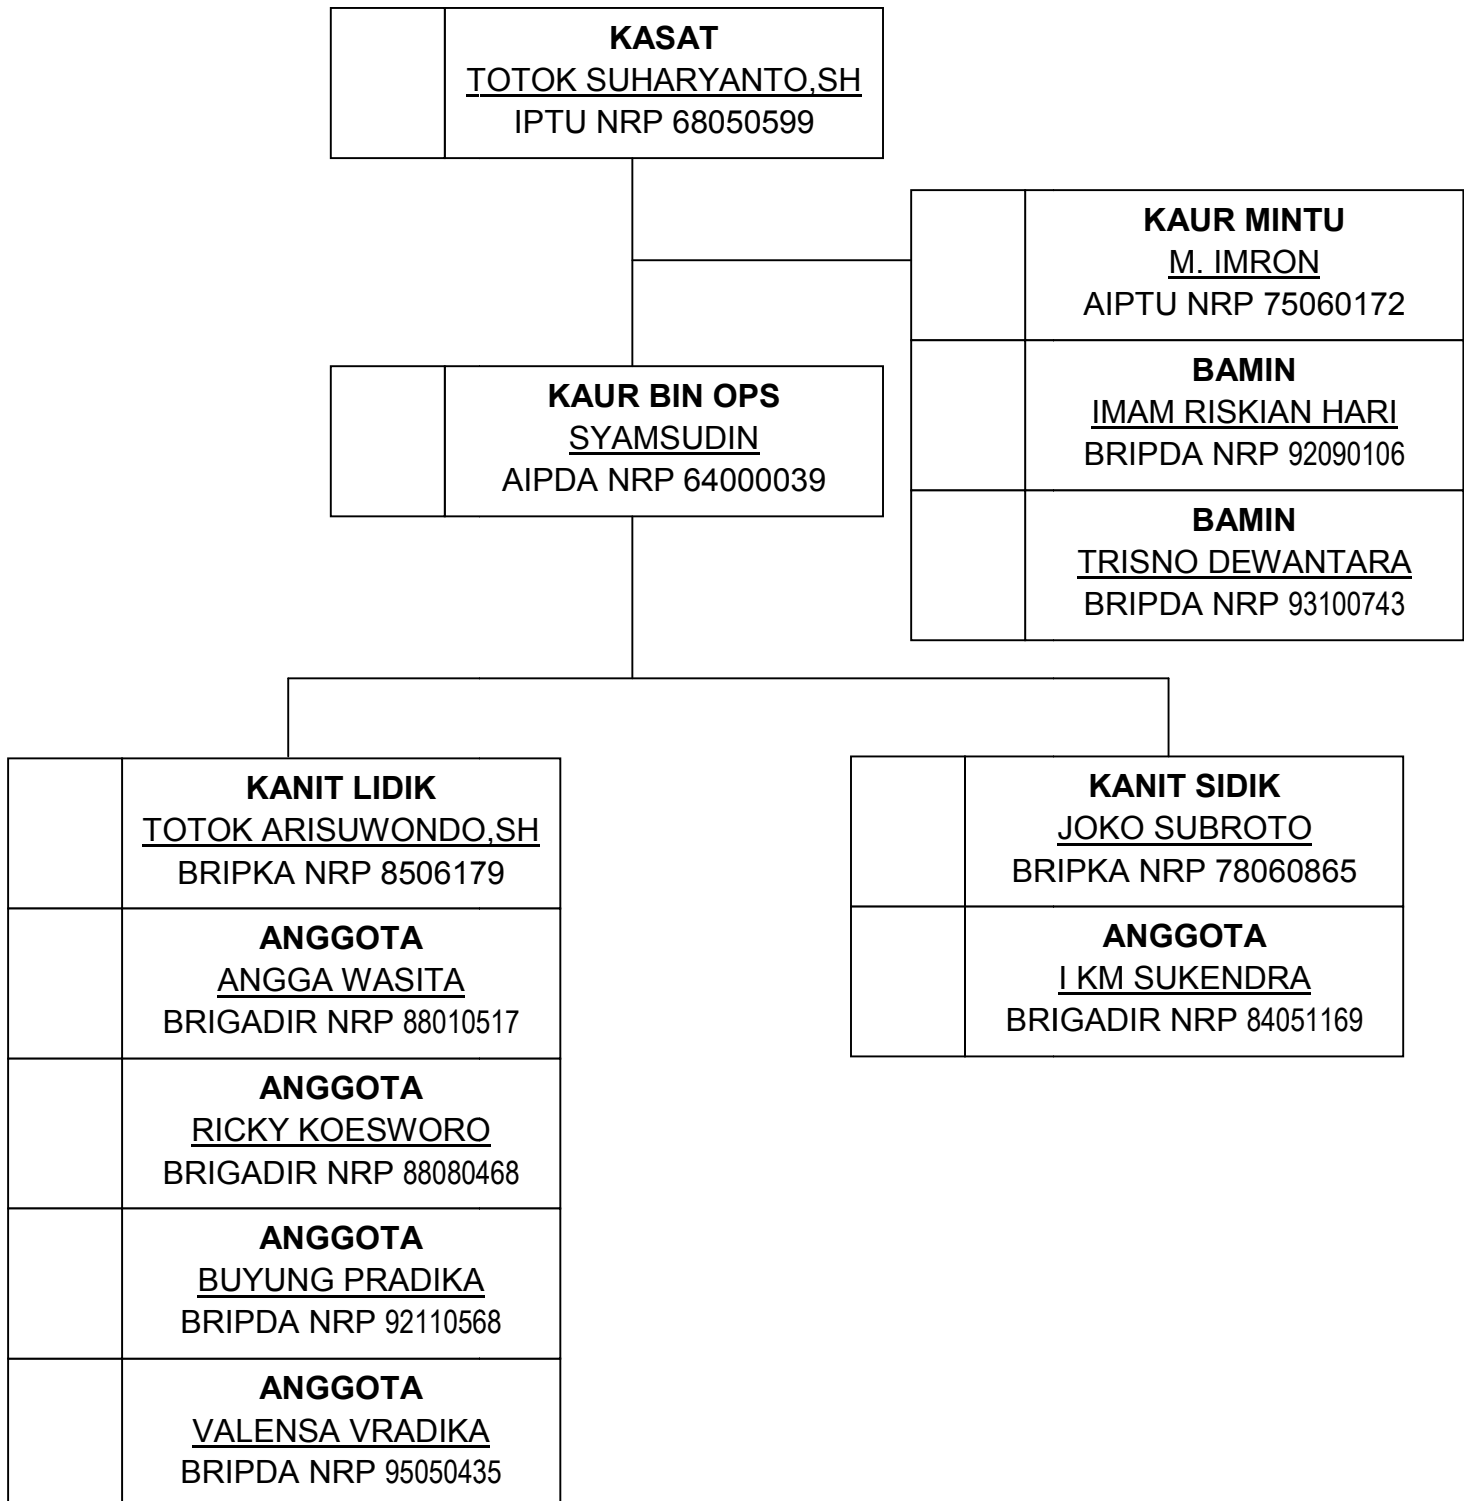 KASAT
TOTOK SUHARYANTO,SH
IPTU NRP 68050599
KAUR MINTU
M. IMRON
AIPTU NRP 75060172
BAMIN
IMAM RISKIAN HARI
BRIPDA NRP 92090106
BAMIN
TRISNO DEWANTARA
BRIPDA NRP 93100743
KAUR BIN OPS
SYAMSUDIN
AIPDA NRP 64000039
KANIT LIDIK
TOTOK ARISUWONDO,SH
BRIPKA NRP 8506179
ANGGOTA
ANGGA WASITA
BRIGADIR NRP 88010517
ANGGOTA
RICKY KOESWORO
BRIGADIR NRP 88080468
ANGGOTA
BUYUNG PRADIKA
BRIPDA NRP 92110568
ANGGOTA
VALENSA VRADIKA
BRIPDA NRP 95050435
KANIT SIDIK
JOKO SUBROTO
BRIPKA NRP 78060865
ANGGOTA
I KM SUKENDRA
BRIGADIR NRP 84051169